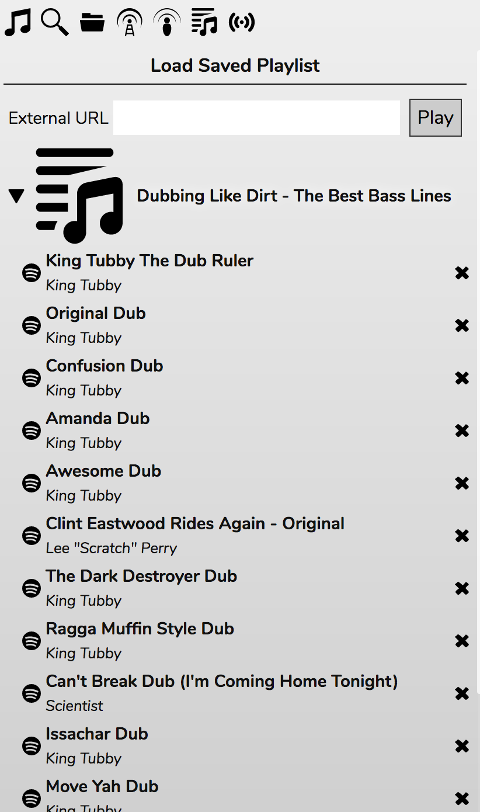 Load Saved Playlist
External URL Play
Dubbing Like Dirt - The Best Bass Lines
King Tubby The Dub Ruler
King Tubby
Original Dub
King Tubby
Confusion Dub
King Tubby
Amanda Dub
King Tubby
Awesome Dub
King Tubby
Clint Eastwood Rides Again - Original
Lee "Scratch" Perry
The Dark Destroyer Dub
King Tubby
Ragga Muffin Style Dub
King Tubby
Can't Break Dub (I'm Coming Home Tonight)
Scientist
Issachar Dub
King Tubby
Move Yah Dub
King Tubby